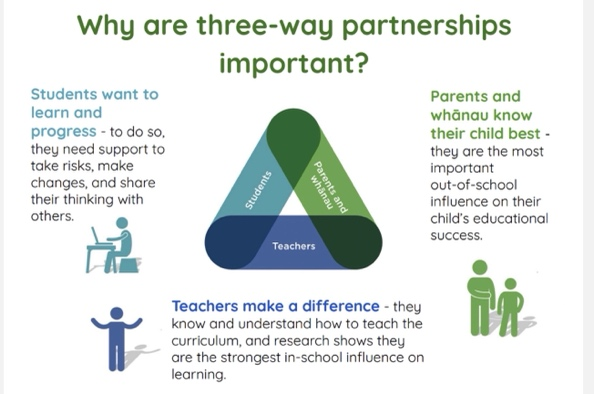 Why are three-way partnerships
important?
Students want to
learn and
progress - to do so,
they need support to
take risks, make
changes, and share
their thinking with
others.
Parents and
whānau know
their child best -
they are the most
important
out-of-school
influence on their
child's educational
success.
Students
Parents and
whānau
Teachers
Teachers make a difference - they
know and understand how to teach the
curriculum, and research shows they
are the strongest in-school influence on
learning.